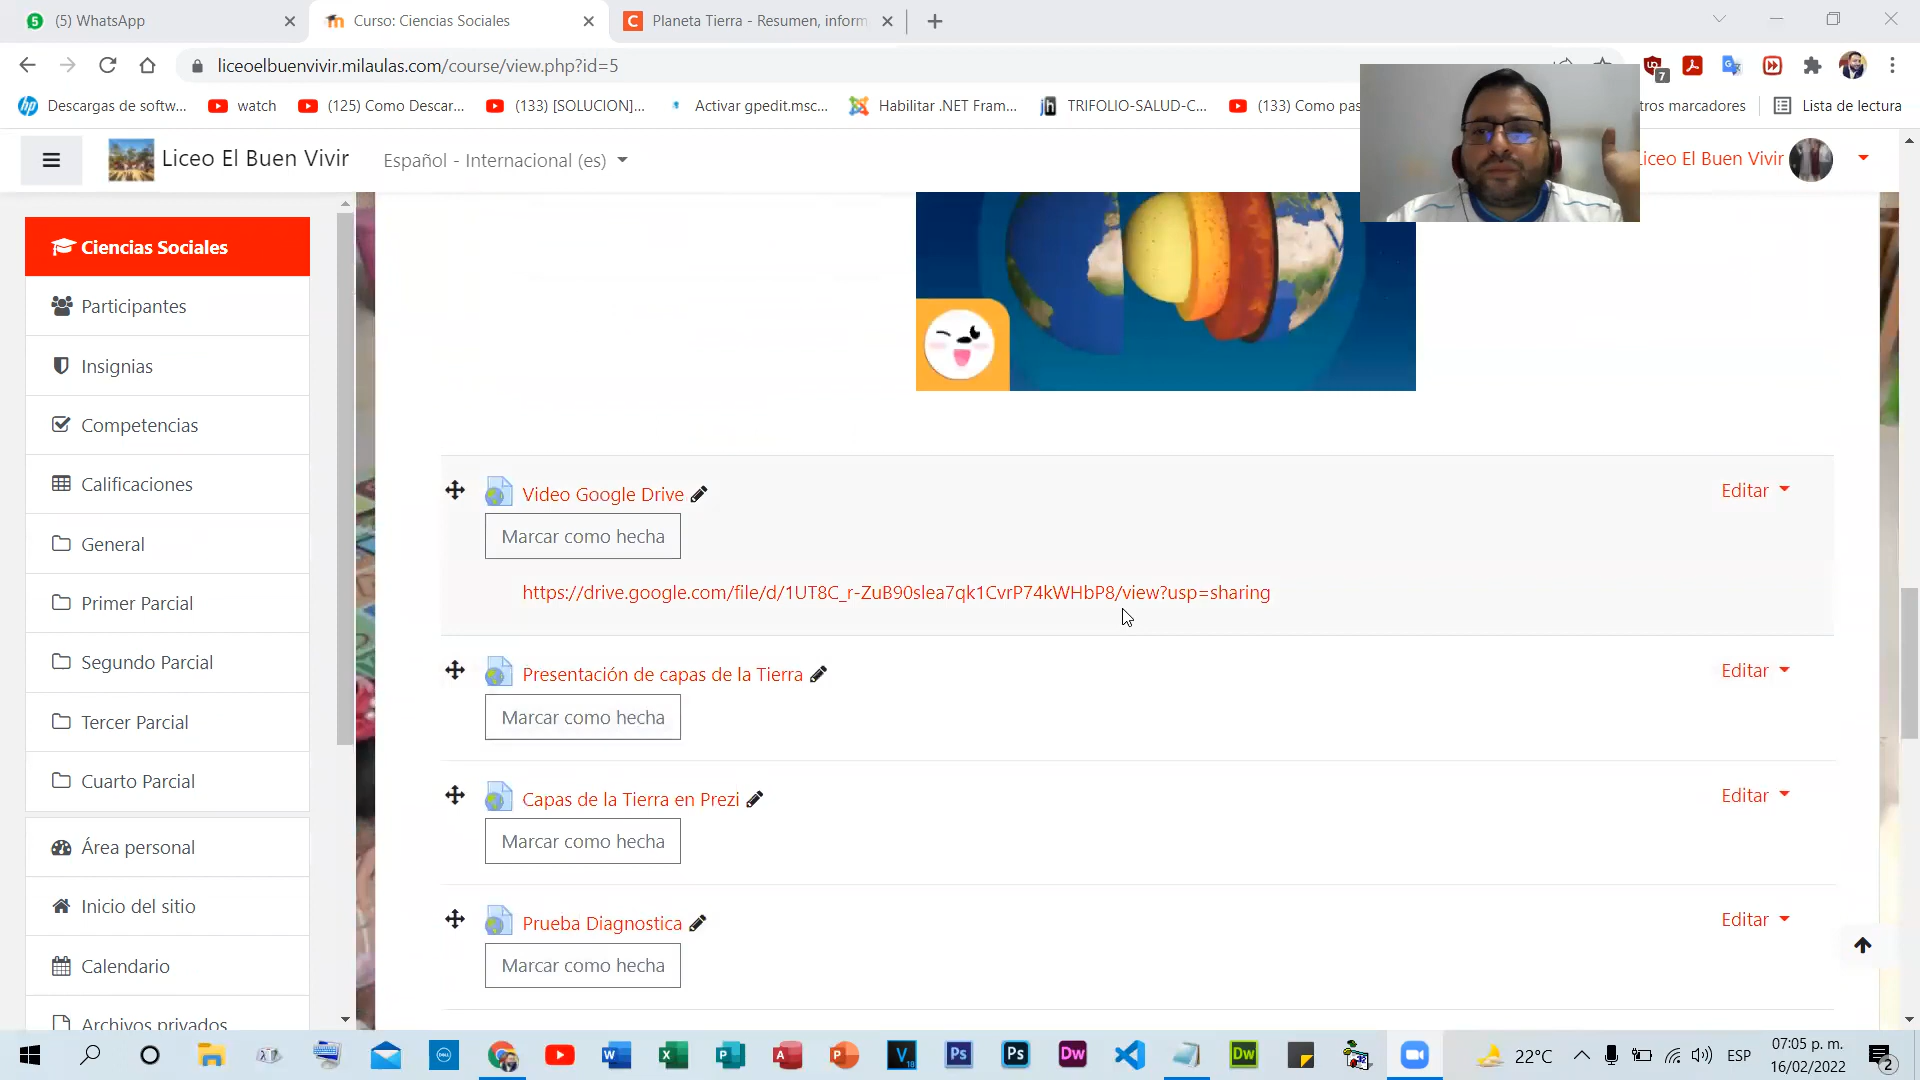 (5) WhatsApp
Curso: Ciencias Sociales
Planeta Tierra - Resumen, inform
liceoelbuenvivir.milaulas.com/course/view.php?id=5
7
Descargas de softw...
watch
(125) Como Descar...
(133) [SOLUCION]...
Activar gpedit.msc...
Habilitar .NET Fram...
TRIFOLIO-SALUD-C...
(133) Como pas
tros marcadores
Lista de lectura
Liceo El Buen Vivir
Español - Internacional (es)
iceo El Buen Vivir
Ciencias Sociales
Participantes
Insignias
Competencias
Calificaciones
General
Primer Parcial
Segundo Parcial
Tercer Parcial
Cuarto Parcial
Área personal
Inicio del sitio
Calendario
Archivos privados
Video Google Drive
Editar
Marcar como hecha
https://drive.google.com/file/d/1UT8C_r-ZuB90slea7qk1CvrP74kWHbP8/view?usp=sharing
Presentación de capas de la Tierra
Editar
Marcar como hecha
Capas de la Tierra en Prezi
Editar
Marcar como hecha
Prueba Diagnostica
Editar
Marcar como hecha
22°C
ESP
07:05 p. m.
16/02/2022
2